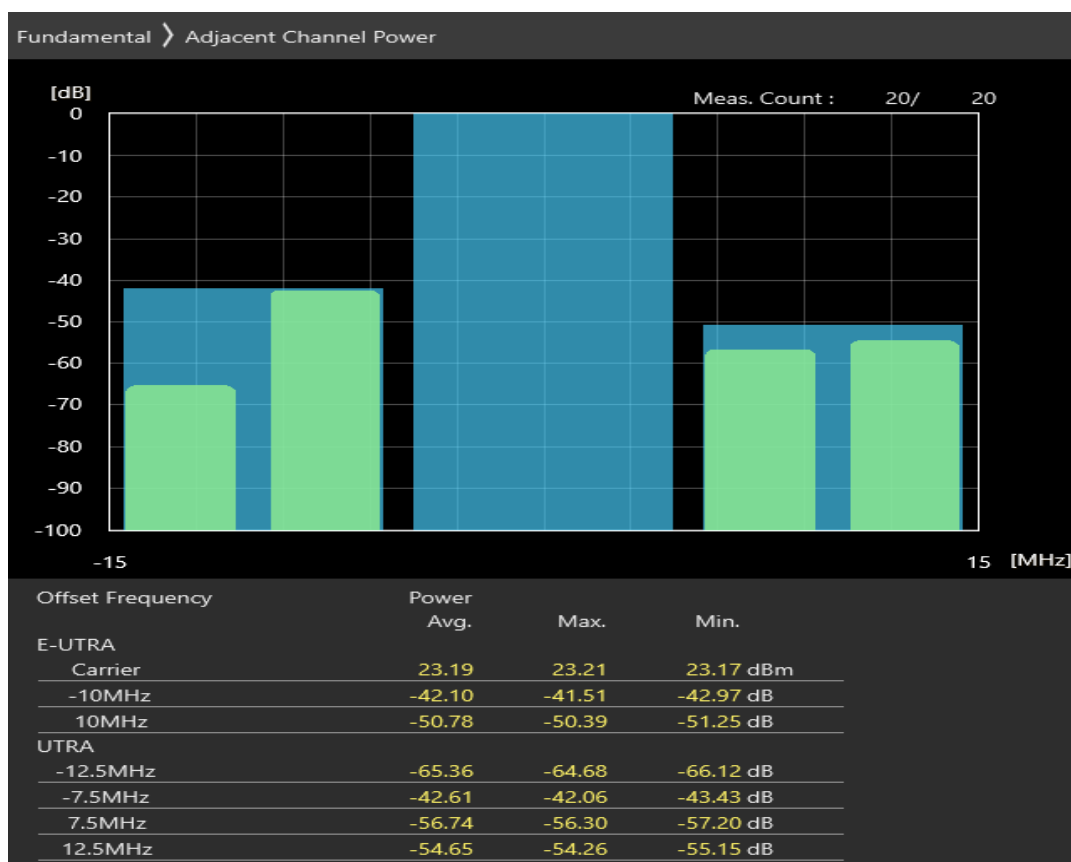 Fundamental ❯ Adjacent Channel Power
[dB]
Meas. Count : 20/ 20
0
-10
-20
-30
-40
-50
-60
-70
-80
-90
-100
-15 15 [MHz]
Offset Frequency Power
Avg. Max. Min.
E-UTRA
Carrier 23.19 23.21 23.17 dBm
-10MHz -42.10 -41.51 -42.97 dB
10MHz -50.78 -50.39 -51.25 dB
UTRA
-12.5MHz -65.36 -64.68 -66.12 dB
-7.5MHz -42.61 -42.06 -43.43 dB
7.5MHz -56.74 -56.30 -57.20 dB
12.5MHz -54.65 -54.26 -55.15 dB